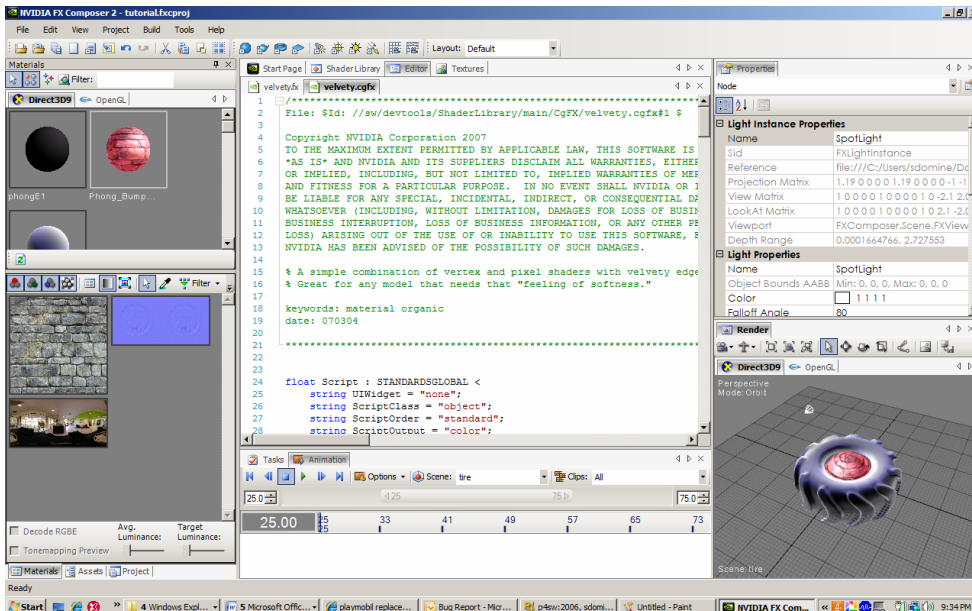 NVIDIA FX Composer 2 - tutorial.fxcproj
File Edit View Project Build Tools Help
Layout: Default
Materials
Filter:
Direct3D9 OpenGL
phongE1 Phong_Bump...
Filter
Decode RGBE
Avg. Luminance:
Target Luminance:
Tonemapping Preview
Materials Assets Project
Ready
Start Page Shader Library Editor Textures
velvety.fx velvety.cgfx
1 /************************************************************
2 File: $Id: //sw/devtools/ShaderLibrary/main/CgFX/velvety.cgfx#1 $
3
4 Copyright NVIDIA Corporation 2007
5 TO THE MAXIMUM EXTENT PERMITTED BY APPLICABLE LAW, THIS SOFTWARE IS
6 *AS IS* AND NVIDIA AND ITS SUPPLIERS DISCLAIM ALL WARRANTIES, EITHER
7 OR IMPLIED, INCLUDING, BUT NOT LIMITED TO, IMPLIED WARRANTIES OF MER
8 AND FITNESS FOR A PARTICULAR PURPOSE. IN NO EVENT SHALL NVIDIA OR I
9 BE LIABLE FOR ANY SPECIAL, INCIDENTAL, INDIRECT, OR CONSEQUENTIAL DA
10 WHATSOEVER (INCLUDING, WITHOUT LIMITATION, DAMAGES FOR LOSS OF BUSIN
11 BUSINESS INTERRUPTION, LOSS OF BUSINESS INFORMATION, OR ANY OTHER PE
12 LOSS) ARISING OUT OF THE USE OF OR INABILITY TO USE THIS SOFTWARE, E
13 NVIDIA HAS BEEN ADVISED OF THE POSSIBILITY OF SUCH DAMAGES.
14
15 % A simple combination of vertex and pixel shaders with velvety edge
16 % Great for any model that needs that "feeling of softness."
17
18 keywords: material organic
19 date: 070304
20
21 ************************************************************
22
23
24 float Script : STANDARDSGLOBAL <
25 string UIWidget = "none";
26 string ScriptClass = "object";
27 string ScriptOrder = "standard";
28 string ScriptOutput = "color";
Tasks Animation
Options Scene: tire Clips: All
25.0 25 75 75.0
25.00 25 33 41 49 57 65 73
25
Properties
Node
Light Instance Properties
Name SpotLight
Sid FXLightInstance
Reference file:///C:/Users/sdomine/Do
Projection Matrix 1.19 0 0 0 0 1.19 0 0 0 0 -1 -1
View Matrix 1 0 0 0 0 1 0 0 0 0 1 0 -2.1 2.0
LookAt Matrix 1 0 0 0 0 1 0 0 0 0 1 0 2.1 -2.0
Viewport FXComposer.Scene.FXView
Depth Range 0.0001664766, 2.727553
Light Properties
Name SpotLight
Object Bounds AABB Min: 0, 0, 0, Max: 0, 0, 0
Color 1 1 1 1
Falloff Angle 80
Render
Direct3D9 OpenGL
Perspective
Mode: Orbit
Scene: tire
Start 4 Windows Expl... 5 Microsoft Offic... playmobil replace... Bug Report - Micr... p4sw:2006, sdomi... Untitled - Paint NVIDIA FX Com... 9:34PM